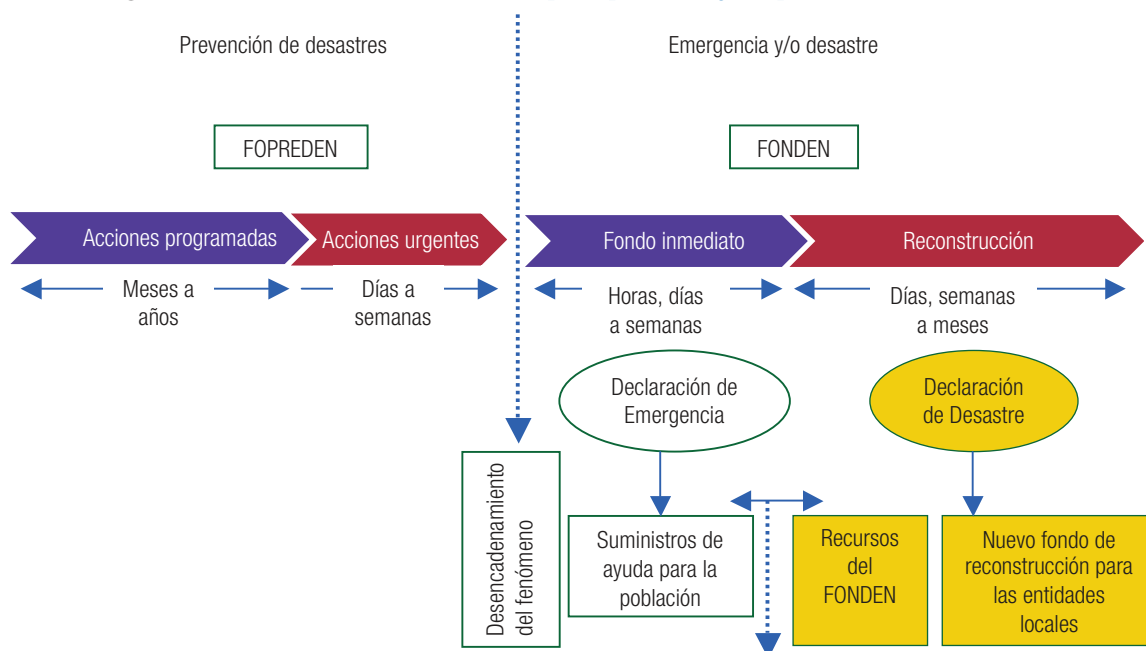 Prevención de desastres
Emergencia y/o desastre
FOPREDEN
FONDEN
Acciones programadas
Acciones urgentes
Fondo inmediato
Reconstrucción
Meses a
años
Días a
semanas
Horas, días
a semanas
Días, semanas
a meses
Declaración de
Emergencia
Declaración
de Desastre
Desencadenamiento
del fenómeno
Suministros de
ayuda para la
población
Recursos
del
FONDEN
Nuevo fondo de
reconstrucción para
las entidades
locales